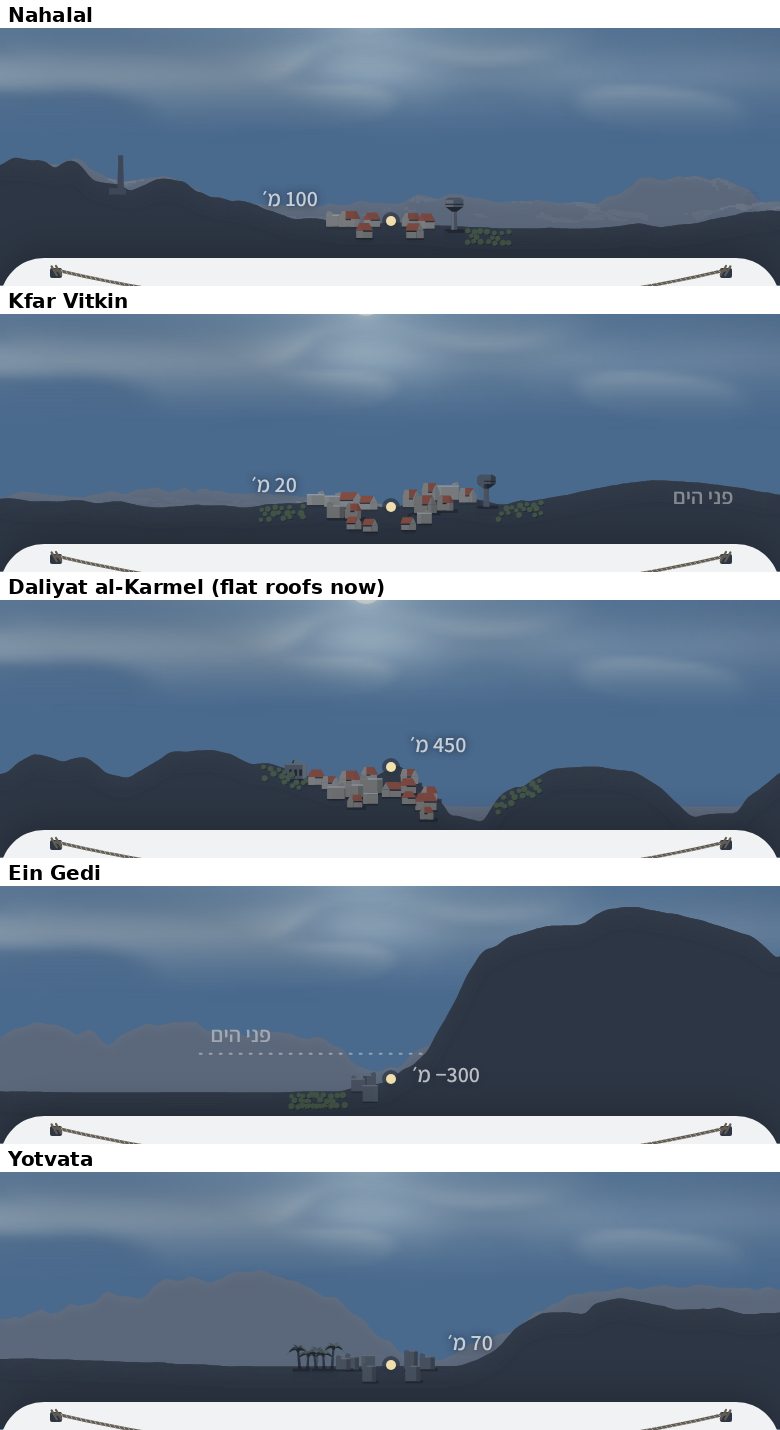 Nahalal
100 מ׳
Kfar Vitkin
20 מ׳
פני הים
Daliyat al-Karmel (flat roofs now)
450 מ׳
Ein Gedi
פני הים
−300 מ׳
Yotvata
70 מ׳